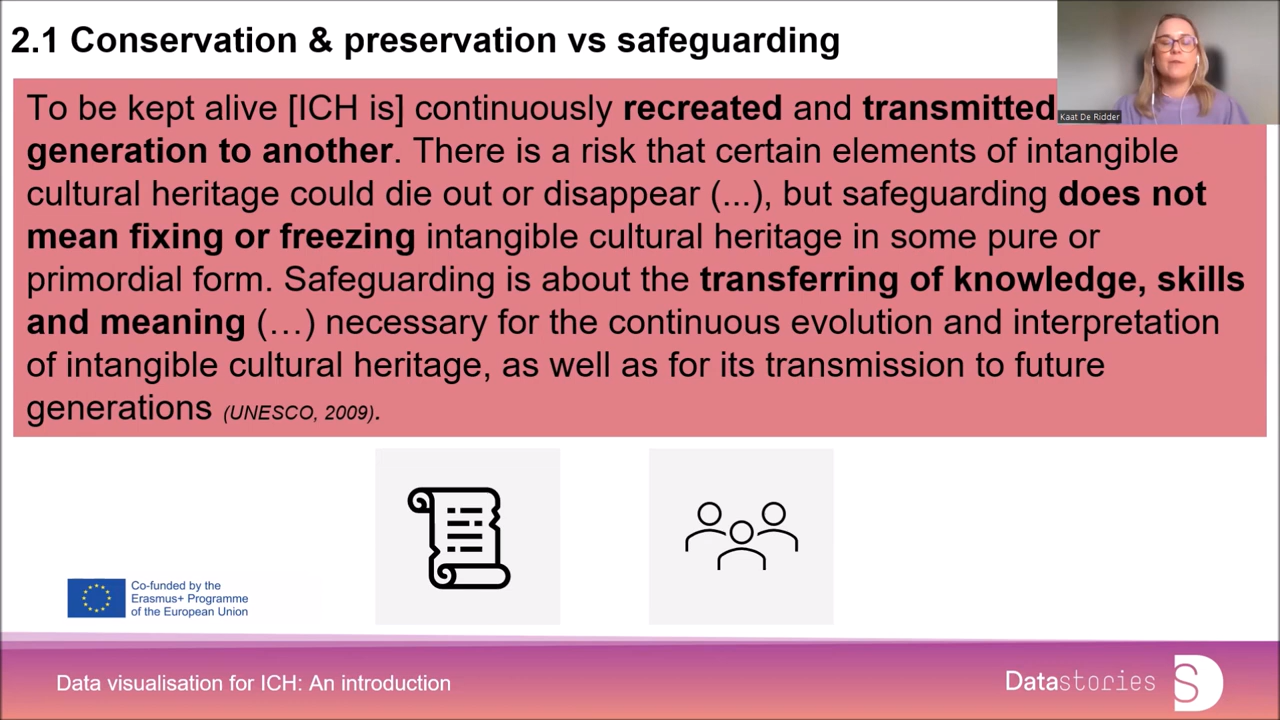 2.1 Conservation & preservation vs safeguarding
Kaat De Ridder
To be kept alive [ICH is] continuously recreated and transmitted
generation to another. There is a risk that certain elements of intangible
cultural heritage could die out or disappear (...), but safeguarding does not
mean fixing or freezing intangible cultural heritage in some pure or
primordial form. Safeguarding is about the transferring of knowledge, skills
and meaning (…) necessary for the continuous evolution and interpretation
of intangible cultural heritage, as well as for its transmission to future
generations (UNESCO, 2009).
Co-funded by the
Erasmus+ Programme
of the European Union
Data visualisation for ICH: An introduction
Datastories